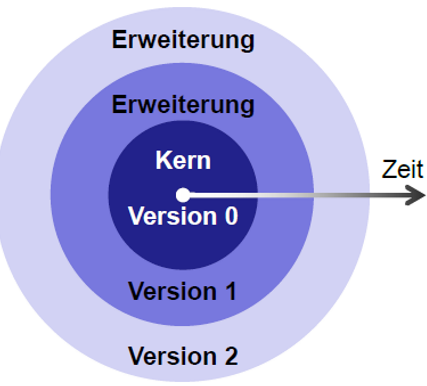 Erweiterung
Erweiterung
Kern
Zeit
Version 0
Version 1
Version 2